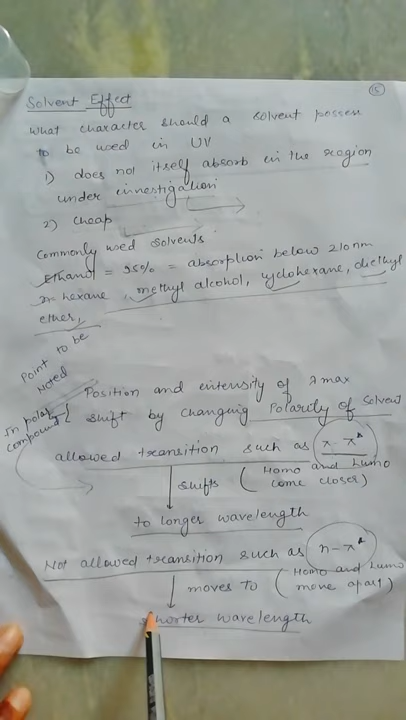 15
Solvent Effect
what character should a solvent possess
to be used in UV
1) does not itself absorb in the region
under investigation
2) cheap
Commonly used solvents
Ethanol = 95% = absorption below 210nm
n-hexane, methyl alcohol, cyclohexane, diethyl
ether,
Point to be
Noted
In polar
compound
Position and intensity of λmax
shift by changing Polarity of Solvent
allowed transition such as π-π*
shifts (Homo and Lumo
come closer)
to longer wavelength
Not allowed transition such as n-π*
moves to (Homo and Lumo
move apart)
shorter wavelength